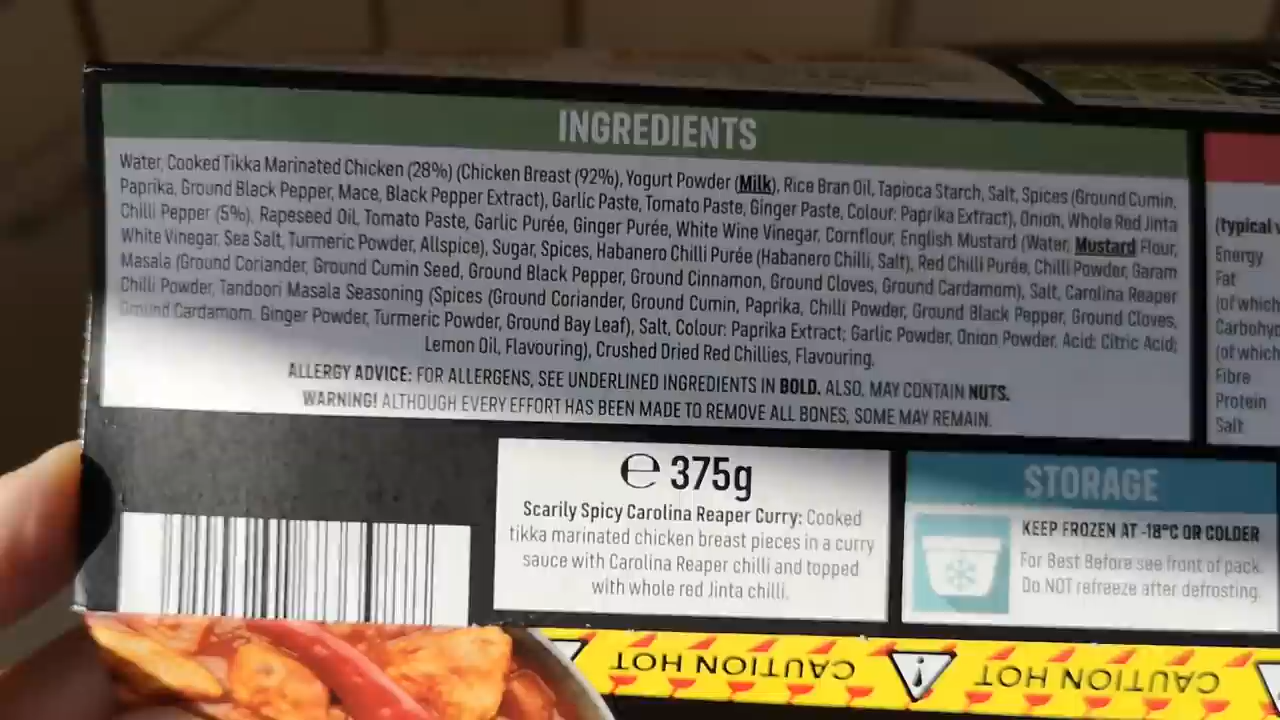 INGREDIENTS
Water, Cooked Tikka Marinated Chicken (28%) (Chicken Breast (92%), Yogurt Powder (Milk), Rice Bran Oil, Tapioca Starch, Salt, Spices (Ground Cumin,
Paprika, Ground Black Pepper, Mace, Black Pepper Extract), Garlic Paste, Tomato Paste, Ginger Paste, Colour: Paprika Extract), Onion, Whole Red Jinta
Chilli Pepper (5%), Rapeseed Oil, Tomato Paste, Garlic Purée, Ginger Purée, White Wine Vinegar, Cornflour, English Mustard (Water, Mustard Flour,
White Vinegar, Sea Salt, Turmeric Powder, Allspice), Sugar, Spices, Habanero Chilli Purée (Habanero Chilli, Salt), Red Chilli Purée, Chilli Powder, Garam
Masala (Ground Coriander, Ground Cumin Seed, Ground Black Pepper, Ground Cinnamon, Ground Cloves, Ground Cardamom), Salt, Carolina Reaper
Chilli Powder, Tandoori Masala Seasoning (Spices (Ground Coriander, Ground Cumin, Paprika, Chilli Powder, Ground Black Pepper, Ground Cloves,
Ground Cardamom, Ginger Powder, Turmeric Powder, Ground Bay Leaf), Salt, Colour: Paprika Extract; Garlic Powder, Onion Powder, Acid: Citric Acid;
Lemon Oil, Flavouring), Crushed Dried Red Chillies, Flavouring.
ALLERGY ADVICE: FOR ALLERGENS, SEE UNDERLINED INGREDIENTS IN BOLD. ALSO, MAY CONTAIN NUTS.
WARNING! ALTHOUGH EVERY EFFORT HAS BEEN MADE TO REMOVE ALL BONES, SOME MAY REMAIN.
(typical
Energy
Fat
(of which
(of which
Fibre
Protein
Salt
℮ 375g
Scarily Spicy Carolina Reaper Curry: Cooked
tikka marinated chicken breast pieces in a curry
sauce with Carolina Reaper chilli and topped
with whole red Jinta chilli.
STORAGE
KEEP FROZEN AT -18°C OR COLDER
For Best Before see front of pack.
Do NOT refreeze after defrosting.
CAUTION HOT
CAUTION HOT